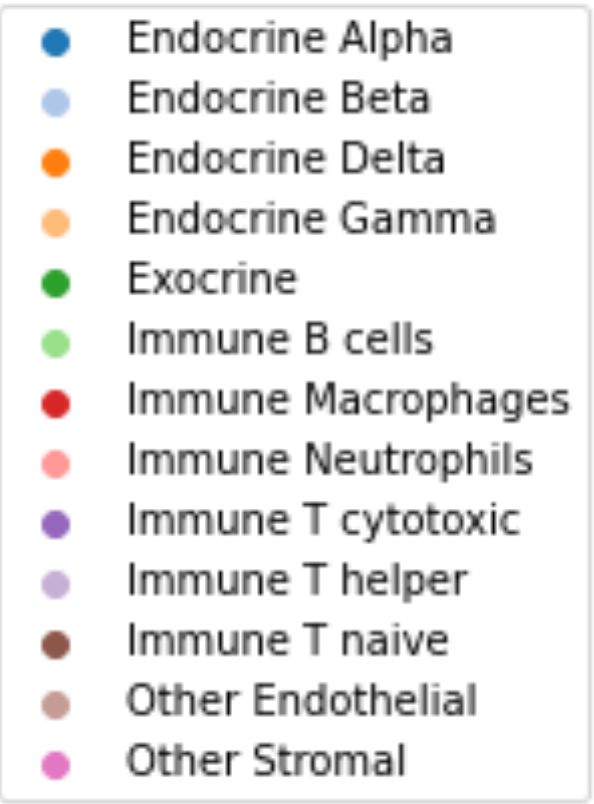 Endocrine Alpha
Endocrine Beta
Endocrine Delta
Endocrine Gamma
Exocrine
Immune B cells
Immune Macrophages
Immune Neutrophils
Immune T cytotoxic
Immune T helper
Immune T naive
Other Endothelial
Other Stromal